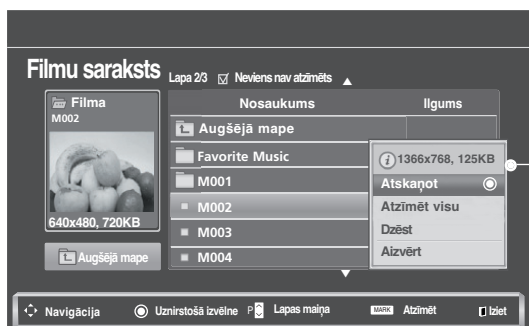 Filmu saraksts
Lapa 2/3 Neviens nav atzīmēts
Filma
M002
640x480, 720KB
Augšējā mape
Nosaukums Ilgums
Augšējā mape
Favorite Music
M001
M002
M003
M004
1366x768, 125KB
Atskaņot
Atzīmēt visu
Dzēst
Aizvērt
Navigācija Uznirstošā izvēlne P Lapas maiņa MARK Atzīmēt Iziet